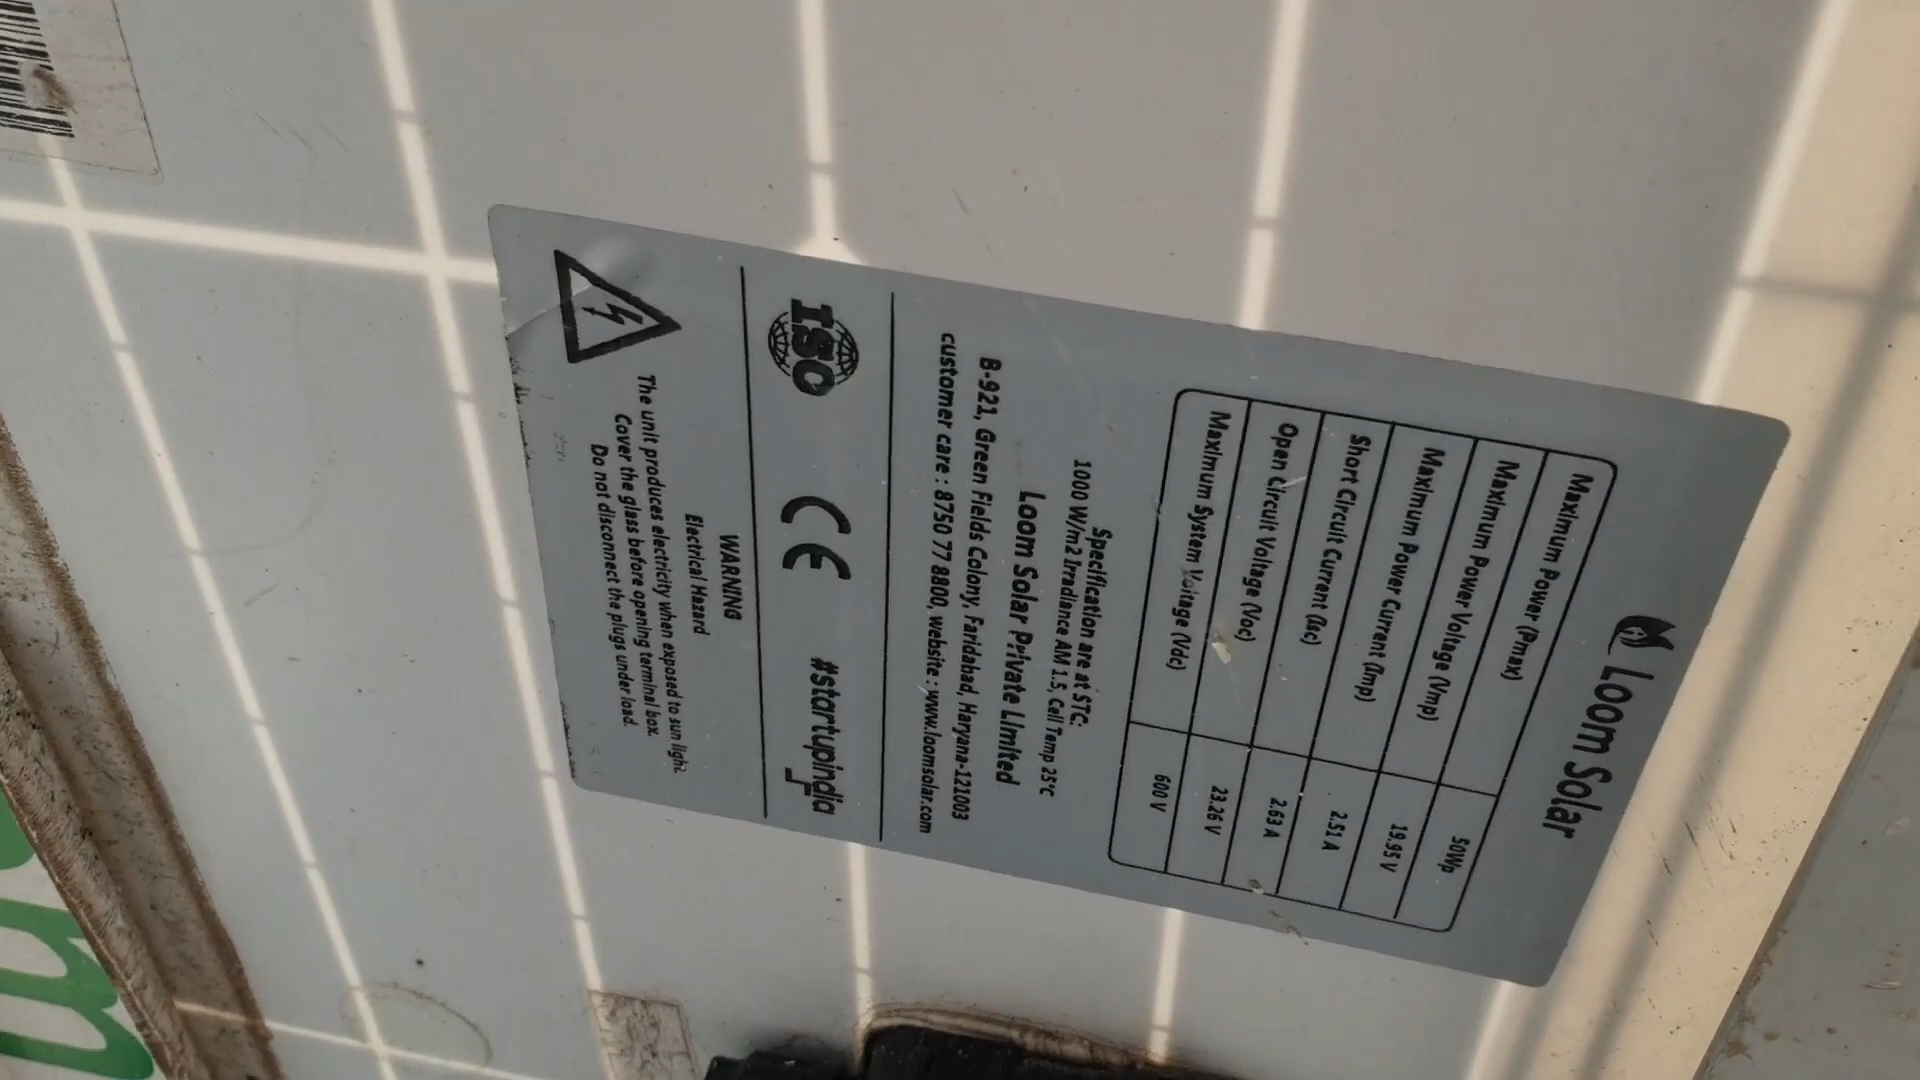 Loom Solar
Maximum Power (Pmax) 50Wp
Maximum Power Voltage (Vmp) 19.95 V
Maximum Power Current (Imp) 2.51 A
Short Circuit Current (Isc) 2.63 A
Open Circuit Voltage (Voc) 23.26 V
Maximum System Voltage (Vdc) 600 V
Specification are at STC:
1000 W/m2 Irradiance AM 1.5, Cell Temp 25°C
Loom Solar Private Limited
B-921, Green Fields Colony, Faridabad, Haryana-121003
customer care : 8750 77 8800, website : www.loomsolar.com
ISO CE #startupindia
WARNING
Electrical Hazard
The unit produces electricity when exposed to sun light.
Cover the glass before opening terminal box.
Do not disconnect the plugs under load.